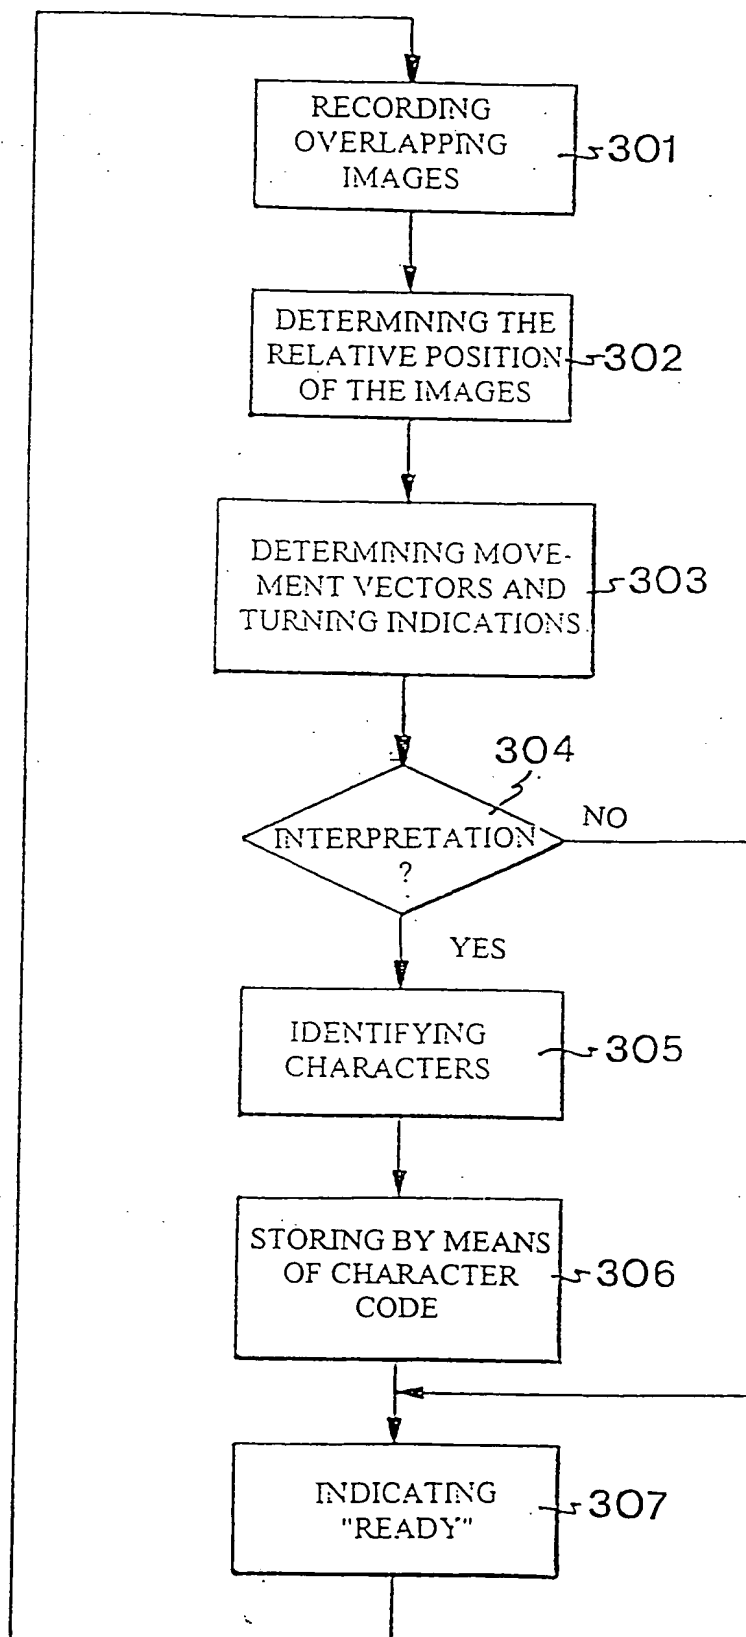 RECORDING
OVERLAPPING
IMAGES
301
DETERMINING THE
RELATIVE POSITION
OF THE IMAGES
302
DETERMINING MOVE-
MENT VECTORS AND
TURNING INDICATIONS
303
304
INTERPRETATION
?
NO
YES
IDENTIFYING
CHARACTERS
305
STORING BY MEANS
OF CHARACTER
CODE
306
INDICATING
"READY"
307